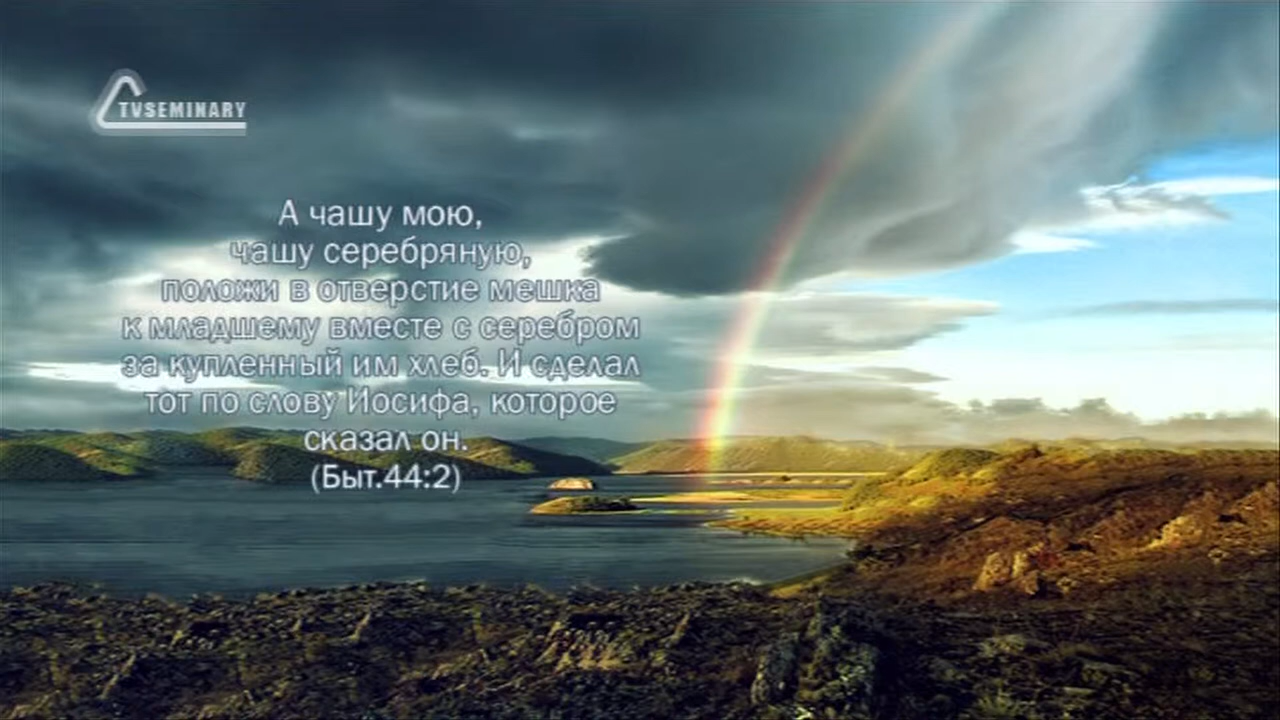 TVSEMINARY
А чашу мою,
чашу серебряную,
положи в отверстие мешка
к младшему вместе с серебром
за купленный им хлеб. И сделал
тот по слову Иосифа, которое
сказал он.
(Быт.44:2)